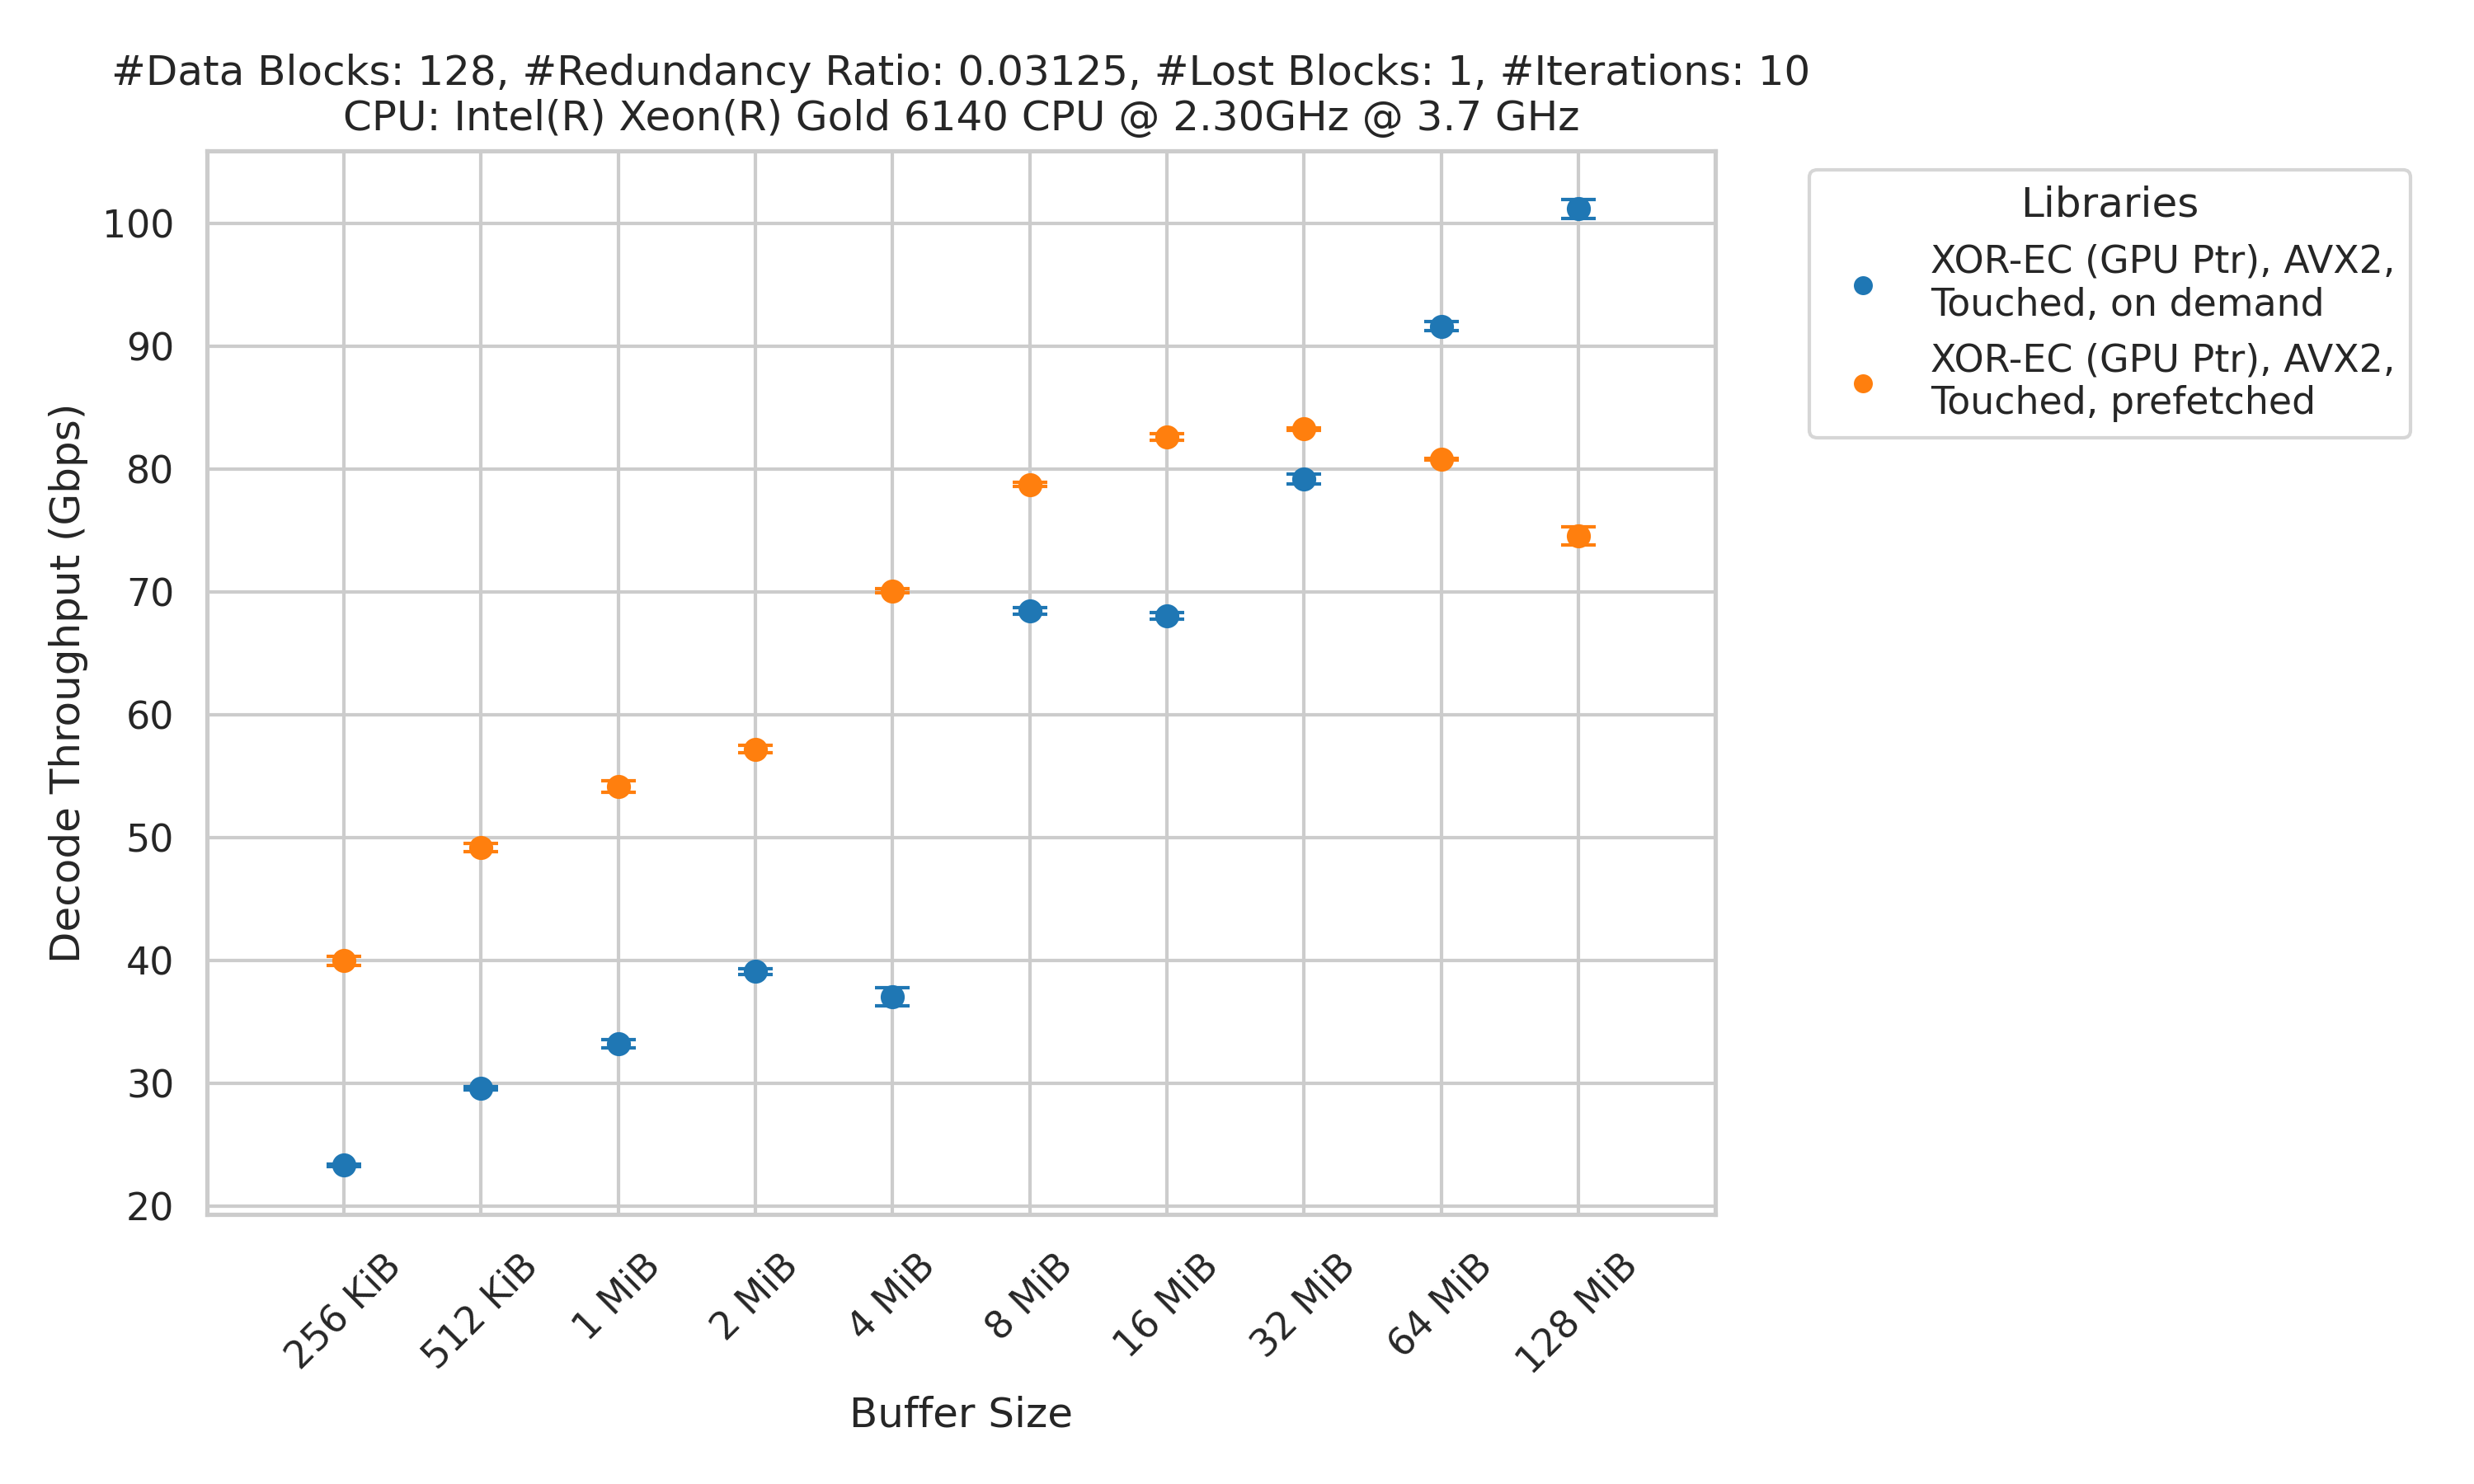 #Data Blocks: 128, #Redundancy Ratio: 0.03125, #Lost Blocks: 1, #Iterations: 10
CPU: Intel(R) Xeon(R) Gold 6140 CPU @ 2.30GHz @ 3.7 GHz
Decode Throughput (Gbps)
100
90
80
70
60
50
40
30
20
256 KiB
512 KiB
1 MiB
2 MiB
4 MiB
8 MiB
16 MiB
32 MiB
64 MiB
128 MiB
Buffer Size
Libraries
XOR-EC (GPU Ptr), AVX2,
Touched, on demand
XOR-EC (GPU Ptr), AVX2,
Touched, prefetched